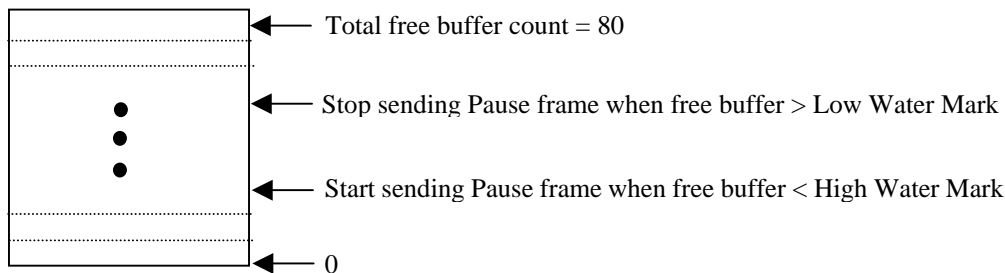 Total free buffer count = 80
Stop sending Pause frame when free buffer > Low Water Mark
Start sending Pause frame when free buffer < High Water Mark
0